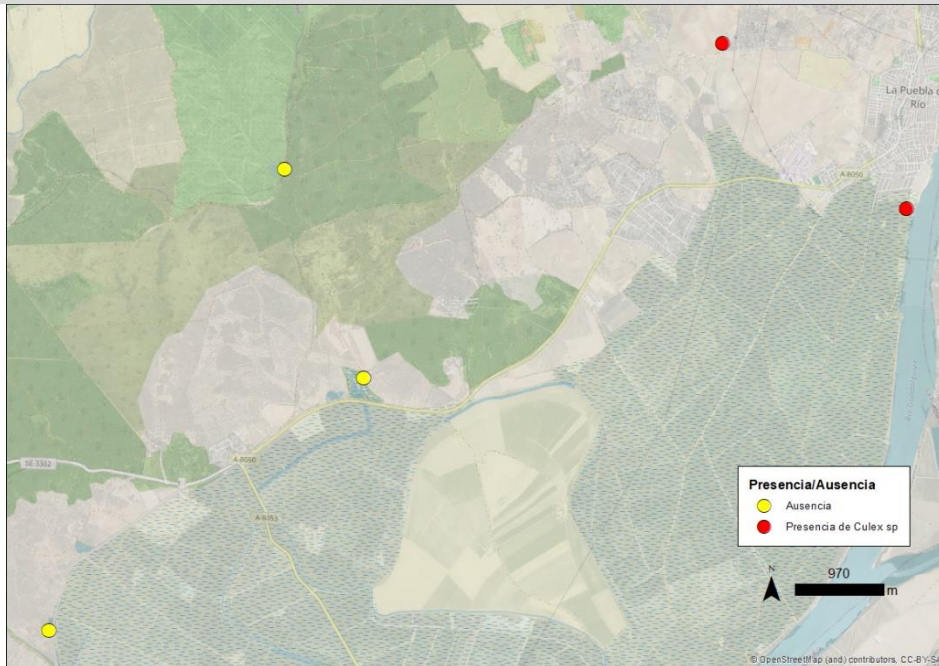 La Puebla d
Río
A-8050
A-8050
SE-3302
A-8053
Presencia/Ausencia
Ausencia
Presencia de Culex sp
N
970
m
© OpenStreetMap (and) contributors, CC-BY-SA